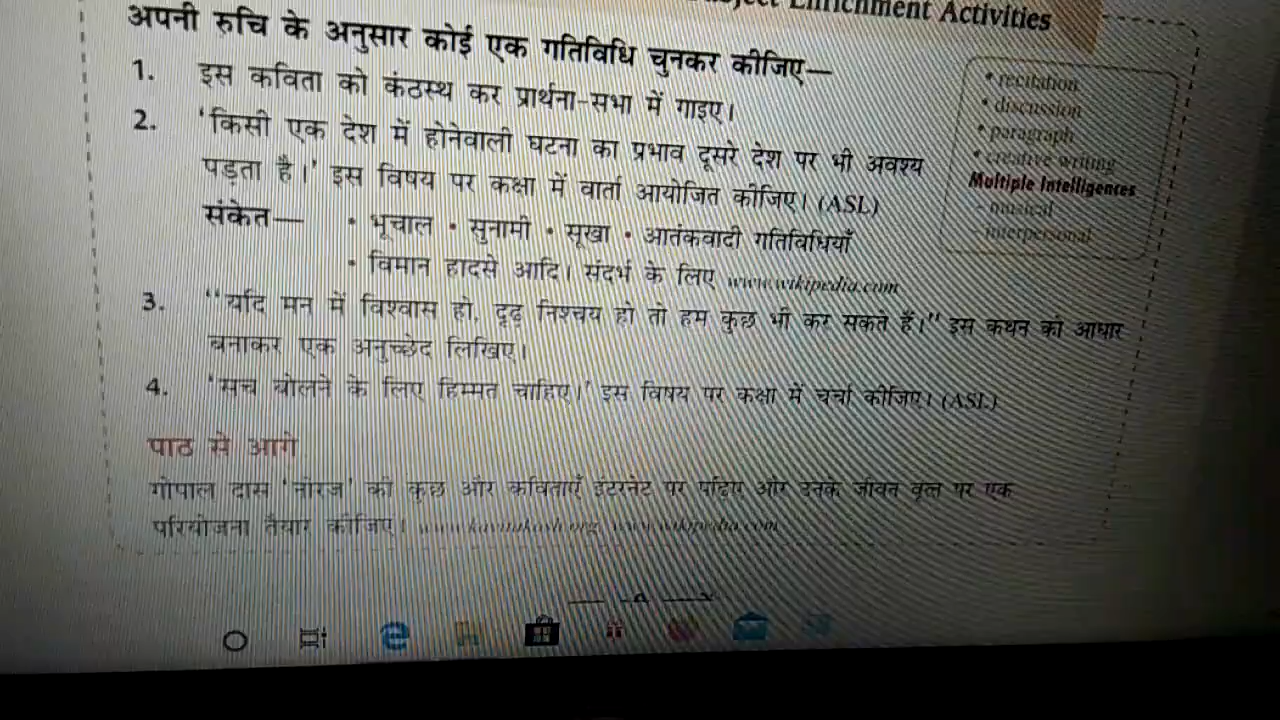 Enrichment Activities
अपनी रुचि के अनुसार कोई एक गतिविधि चुनकर कीजिए—
1. इस कविता को कंठस्थ कर प्रार्थना-सभा में गाइए।
2. 'किसी एक देश में होनेवाली घटना का प्रभाव दूसरे देश पर भी अवश्य
पड़ता है।' इस विषय पर कक्षा में वार्ता आयोजित कीजिए। (ASL)
संकेत— • भूचाल • सुनामी • सूखा • आतंकवादी गतिविधियाँ
• विमान हादसे आदि। संदर्भ के लिए www.wikipedia.com
3. "यदि मन में विश्वास हो, दृढ़ निश्चय हो तो हम कुछ भी कर सकते हैं।" इस कथन को आधार
बनाकर एक अनुच्छेद लिखिए।
4. 'सच बोलने के लिए हिम्मत चाहिए।' इस विषय पर कक्षा में चर्चा कीजिए। (ASL)
• recitation
• discussion
• paragraph
• creative writing
Multiple Intelligences
– musical
– interpersonal
पाठ से आगे
गोपाल दास 'नीरज' की कुछ और कविताएँ इंटरनेट पर पढ़िए और उनके जीवन वृत्त पर एक
परियोजना तैयार कीजिए। www.wikipedia.com